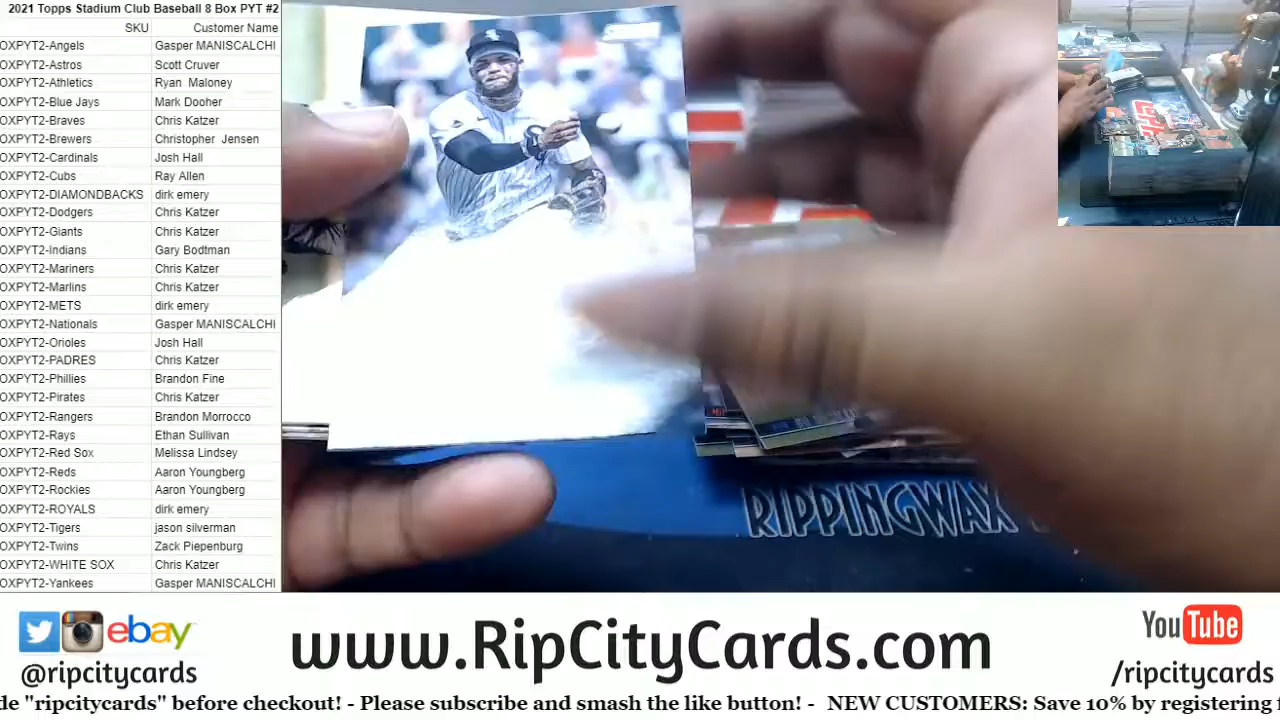 2021 Topps Stadium Club Baseball 8 Box PYT #2
SKU Customer Name
OXPYT2-Angels Gasper MANISCALCHI
OXPYT2-Astros Scott Cruver
OXPYT2-Athletics Ryan Maloney
OXPYT2-Blue Jays Mark Dooher
OXPYT2-Braves Chris Katzer
OXPYT2-Brewers Christopher Jensen
OXPYT2-Cardinals Josh Hall
OXPYT2-Cubs Ray Allen
OXPYT2-DIAMONDBACKS dirk emery
OXPYT2-Dodgers Chris Katzer
OXPYT2-Giants Chris Katzer
OXPYT2-Indians Gary Bodtman
OXPYT2-Mariners Chris Katzer
OXPYT2-Marlins Chris Katzer
OXPYT2-METS dirk emery
OXPYT2-Nationals Gasper MANISCALCHI
OXPYT2-Orioles Josh Hall
OXPYT2-PADRES Chris Katzer
OXPYT2-Phillies Brandon Fine
OXPYT2-Pirates Chris Katzer
OXPYT2-Rangers Brandon Morrocco
OXPYT2-Rays Ethan Sullivan
OXPYT2-Red Sox Melissa Lindsey
OXPYT2-Reds Aaron Youngberg
OXPYT2-Rockies Aaron Youngberg
OXPYT2-ROYALS dirk emery
OXPYT2-Tigers jason silverman
OXPYT2-Twins Zack Piepenburg
OXPYT2-WHITE SOX Chris Katzer
OXPYT2-Yankees Gasper MANISCALCHI
RIPPINGWAX
ebay
@ripcitycards
www.RipCityCards.com
YouTube
/ripcitycards
de "ripcitycards" before checkout! - Please subscribe and smash the like button! - NEW CUSTOMERS: Save 10% by registering f